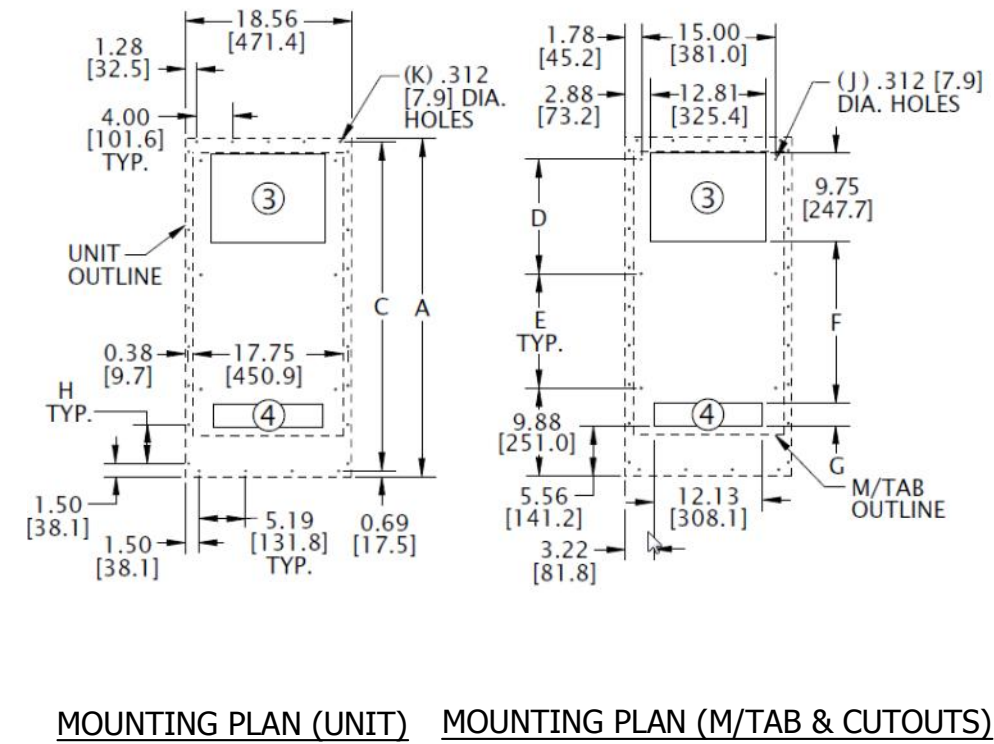 18.56
[471.4]
1.28
[32.5]
(K) .312
[7.9] DIA.
HOLES
4.00
[101.6]
TYP.
3
UNIT
OUTLINE
C
A
0.38
[9.7]
17.75
[450.9]
H
TYP.
4
1.50
[38.1]
1.50
[38.1]
5.19
[131.8]
TYP.
0.69
[17.5]
1.78
[45.2]
15.00
[381.0]
(J) .312 [7.9]
DIA. HOLES
2.88
[73.2]
12.81
[325.4]
3
9.75
[247.7]
D
E
TYP.
F
9.88
[251.0]
4
G
5.56
[141.2]
12.13
[308.1]
M/TAB
OUTLINE
3.22
[81.8]
MOUNTING PLAN (UNIT)
MOUNTING PLAN (M/TAB & CUTOUTS)